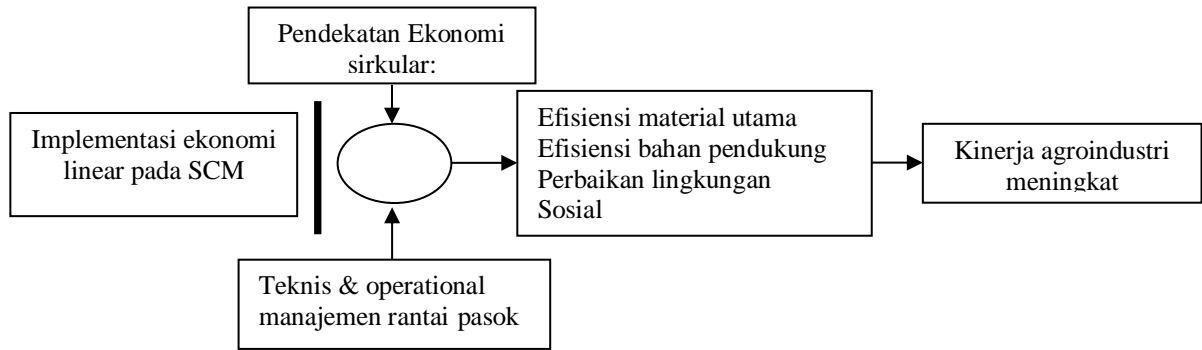 Pendekatan Ekonomi
sirkular:
Implementasi ekonomi
linear pada SCM
Efisiensi material utama
Efisiensi bahan pendukung
Perbaikan lingkungan
Sosial
Kinerja agroindustri
meningkat
Teknis & operational
manajemen rantai pasok